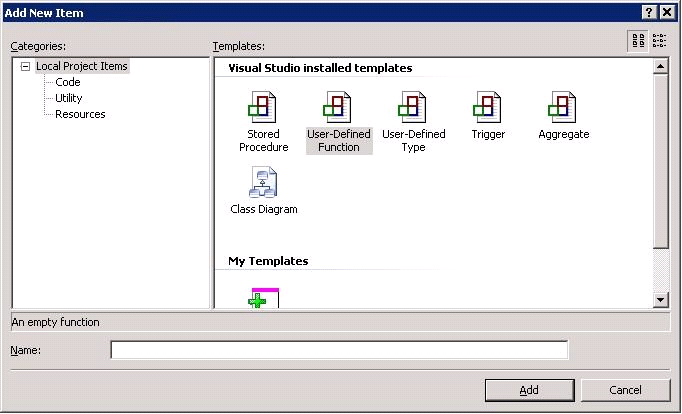 Add New Item
Categories:
Templates:
Local Project Items
Code
Utility
Resources
Visual Studio installed templates
Stored Procedure
User-Defined Function
User-Defined Type
Trigger
Aggregate
Class Diagram
My Templates
An empty function
Name:
Add
Cancel